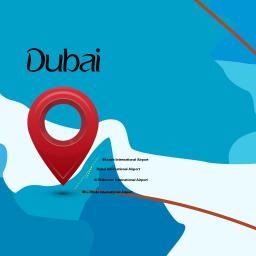 Dubai
Sharjah International Airport
Dubai International Airport
Al Maktoum International Airport
Abu Dhabi International Airport